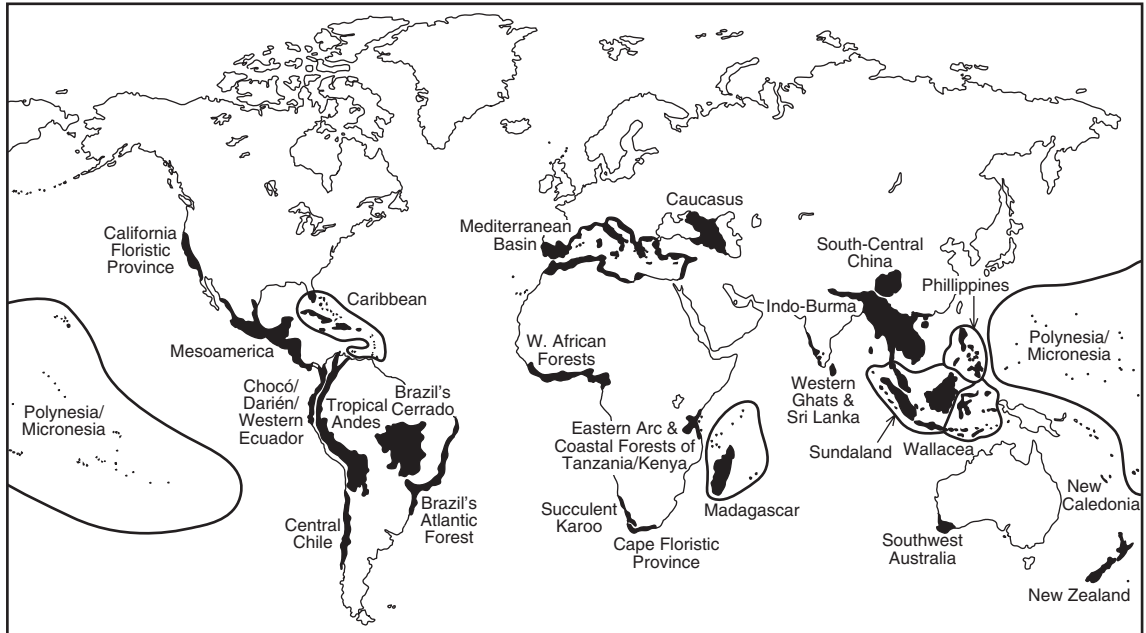 California
Floristic
Province
Mesoamerica
Caribbean
Polynesia/
Micronesia
Chocó/
Darién/
Western
Ecuador
Tropical
Andes
Brazil's
Cerrado
Central
Chile
Brazil's
Atlantic
Forest
Mediterranean
Basin
Caucasus
W. African
Forests
Eastern Arc &
Coastal Forests of
Tanzania/Kenya
Succulent
Karoo
Cape Floristic
Province
Madagascar
South-Central
China
Indo-Burma
Phillippines
Western
Ghats &
Sri Lanka
Sundaland
Wallacea
Polynesia/
Micronesia
New
Caledonia
Southwest
Australia
New Zealand